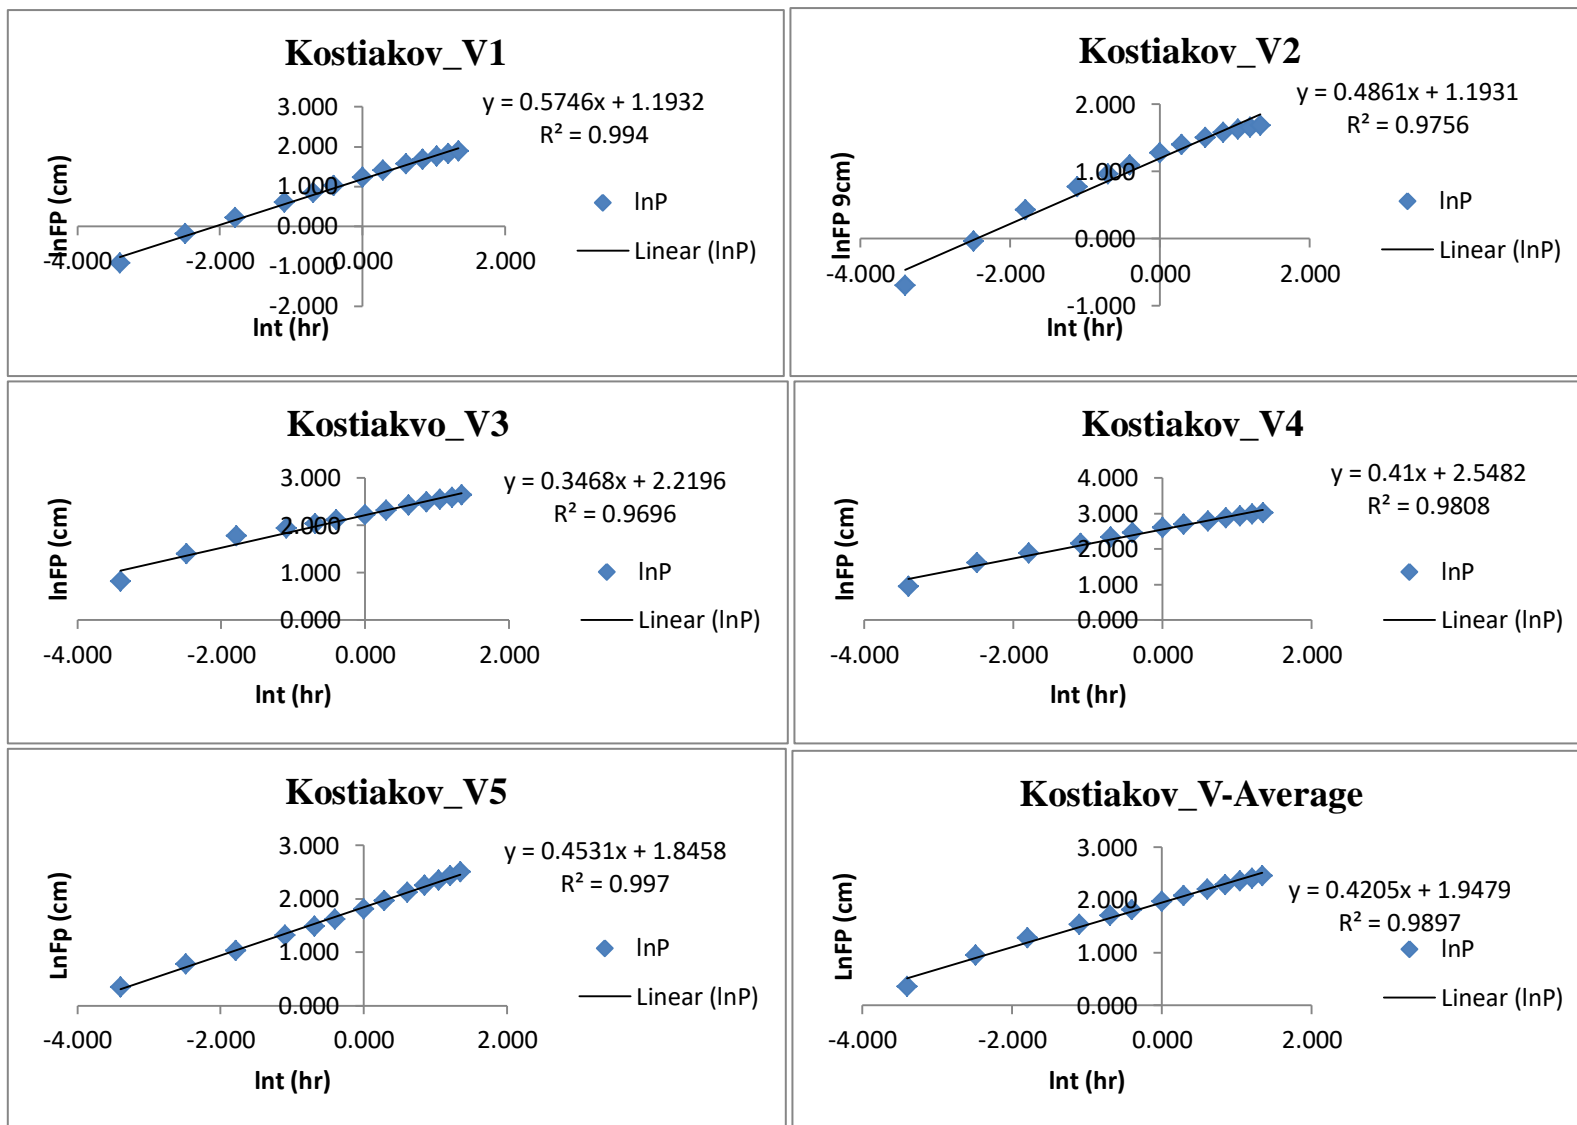 Kostiakov_V1
y = 0.5746x + 1.1932
R² = 0.994
3.000
2.000
1.000
0.000
-1.000
-2.000
-4.000 -2.000 0.000 2.000
lnFP (cm)
lnt (hr)
lnP
Linear (lnP)
Kostiakov_V2
y = 0.4861x + 1.1931
R² = 0.9756
2.000
1.000
0.000
-1.000
-4.000 -2.000 0.000 2.000
lnFP 9cm)
lnt (hr)
lnP
Linear (lnP)
Kostiakvo_V3
y = 0.3468x + 2.2196
R² = 0.9696
3.000
2.000
1.000
0.000
-4.000 -2.000 0.000 2.000
lnFP (cm)
lnt (hr)
lnP
Linear (lnP)
Kostiakov_V4
y = 0.41x + 2.5482
R² = 0.9808
4.000
3.000
2.000
1.000
0.000
-4.000 -2.000 0.000 2.000
lnFP (cm)
lnt (hr)
lnP
Linear (lnP)
Kostiakov_V5
y = 0.4531x + 1.8458
R² = 0.997
3.000
2.000
1.000
0.000
-4.000 -2.000 0.000 2.000
LnFp (cm)
lnt (hr)
lnP
Linear (lnP)
Kostiakov_V-Average
y = 0.4205x + 1.9479
R² = 0.9897
3.000
2.000
1.000
0.000
-4.000 -2.000 0.000 2.000
LnFP (cm)
lnt (hr)
lnP
Linear (lnP)